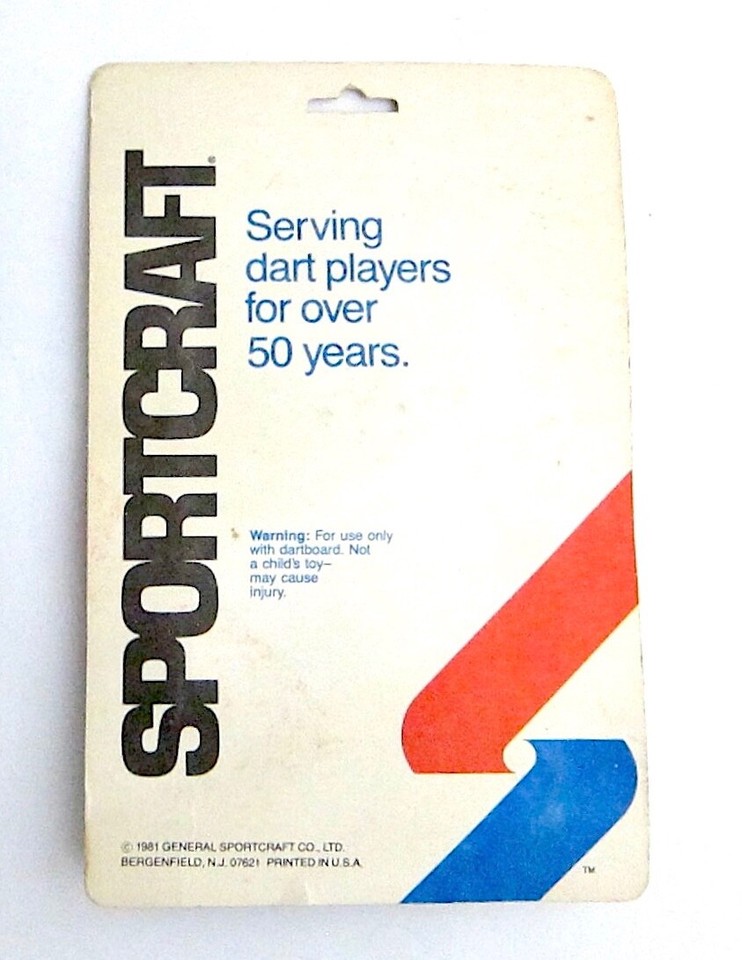 SPORTCRAFT®
Serving
dart players
for over
50 years.
Warning: For use only
with dartboard. Not
a child's toy–
may cause
injury.
© 1981 GENERAL SPORTCRAFT CO., LTD.
BERGENFIELD, N.J. 07621 PRINTED IN U.S.A.
TM